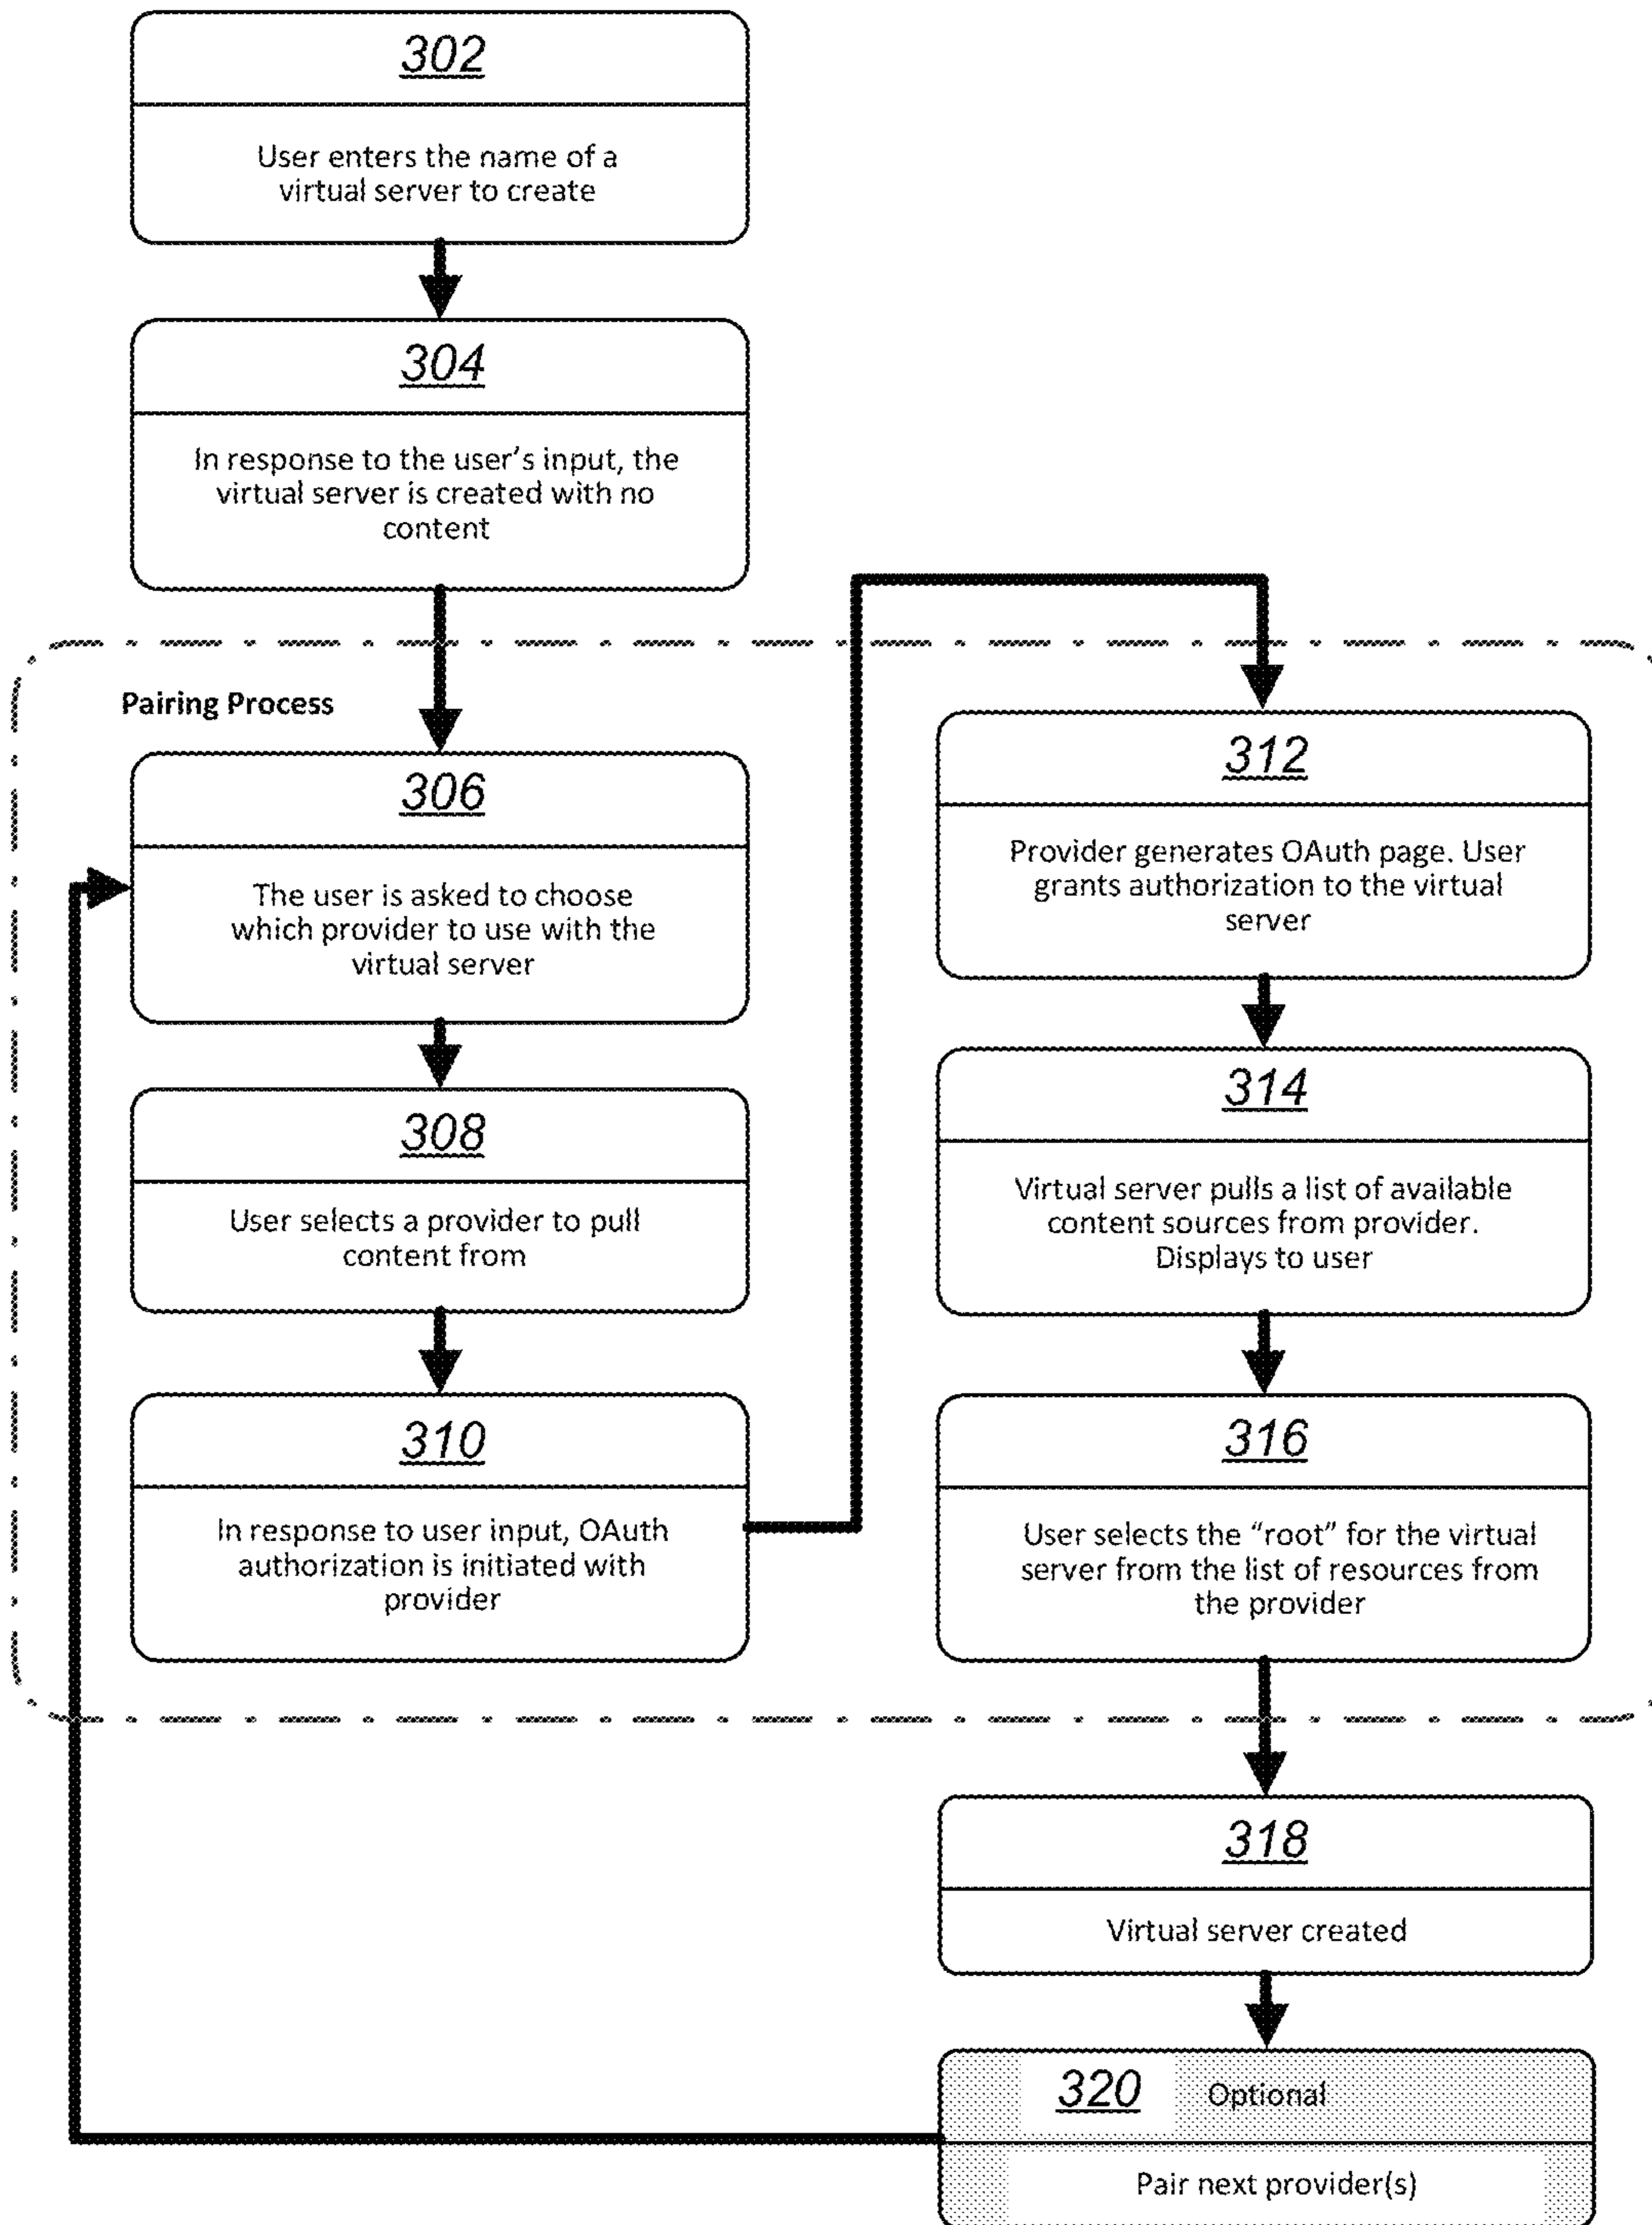 302
User enters the name of a
virtual server to create
304
In response to the user's input, the
virtual server is created with no
content
Pairing Process
306
The user is asked to choose
which provider to use with the
virtual server
308
User selects a provider to pull
content from
310
In response to user input, OAuth
authorization is initiated with
provider
312
Provider generates OAuth page. User
grants authorization to the virtual
server
314
Virtual server pulls a list of available
content sources from provider.
Displays to user
316
User selects the “root” for the virtual
server from the list of resources from
the provider
318
Virtual server created
320 Optional
Pair next provider(s)